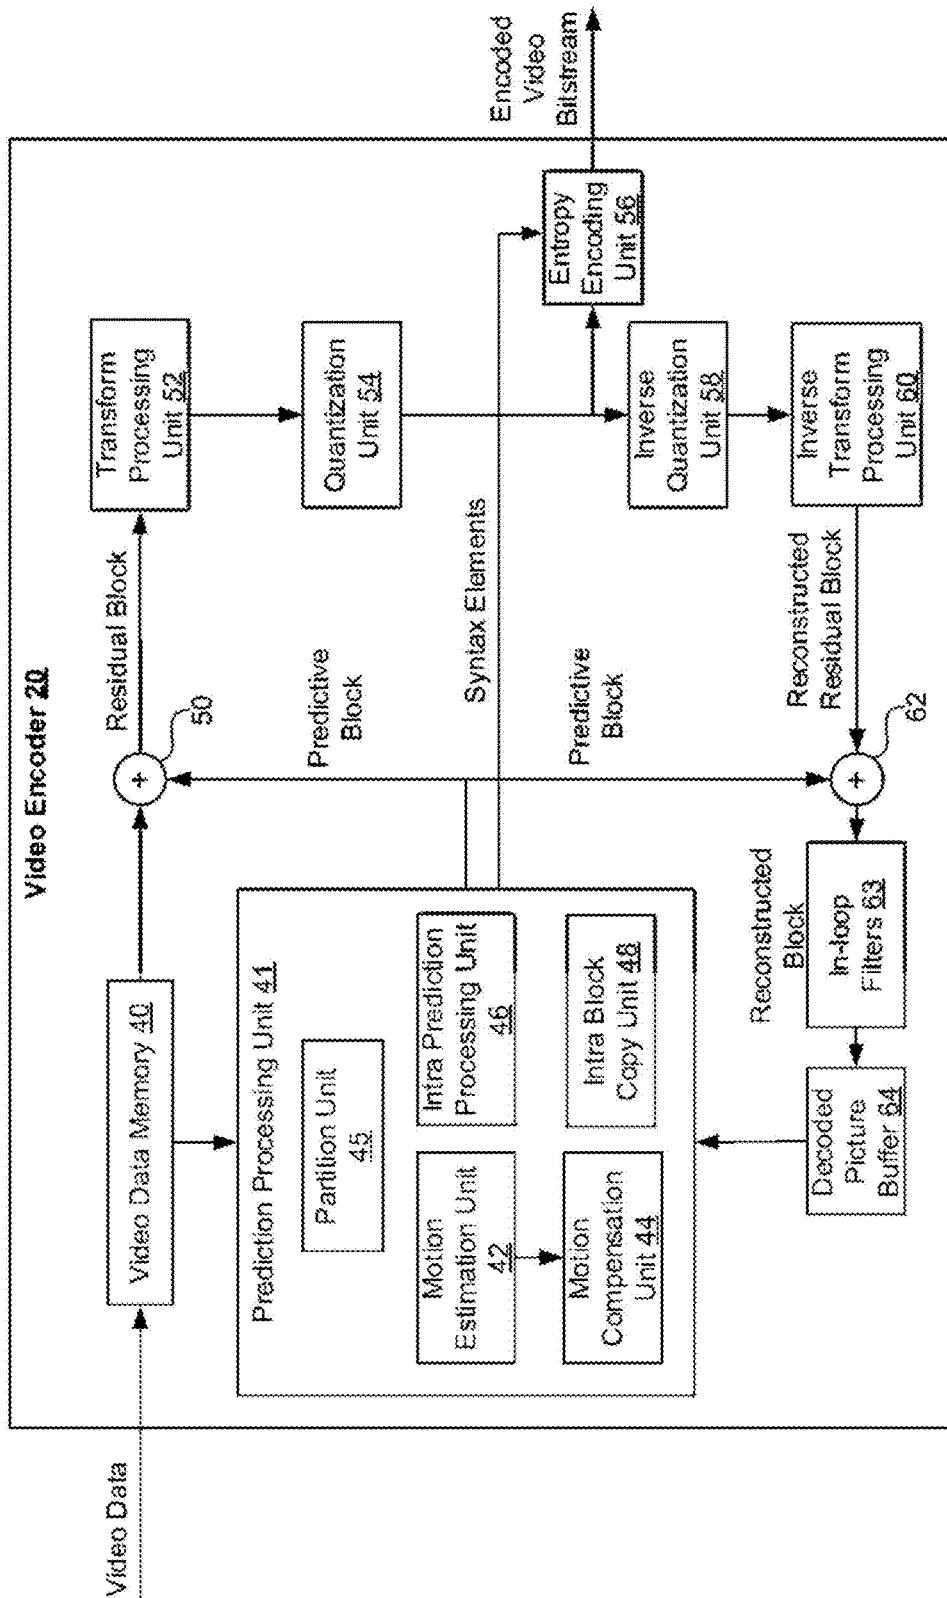 Video Encoder 20
Video Data
Video Data Memory 40
+
50
Residual Block
Transform
Processing
Unit 52
Quantization
Unit 54
Predictive
Block
Prediction Processing Unit 41
Partition Unit
45
Motion
Estimation Unit
42
Intra Prediction
Processing Unit
46
Motion
Compensation
Unit 44
Intra Block
Copy Unit 48
Syntax Elements
Entropy
Encoding
Unit 56
Encoded
Video
Bitstream
Predictive
Block
Inverse
Quantization
Unit 58
Inverse
Transform
Processing
Unit 60
Reconstructed
Residual Block
+
62
Reconstructed
Block
In-loop
Filters 63
Decoded
Picture
Buffer 64